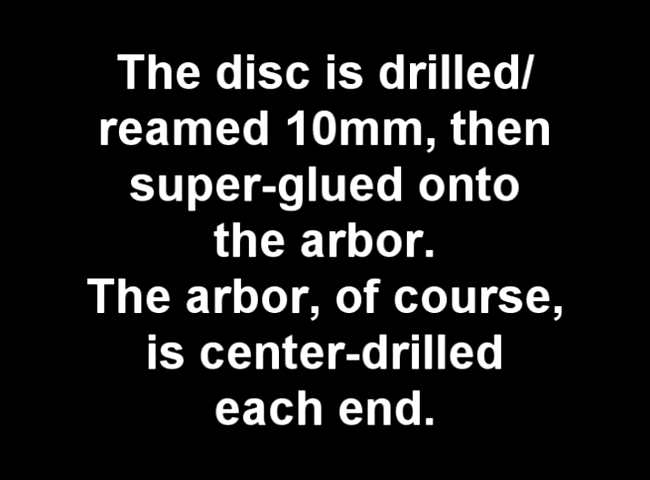 The disc is drilled/
reamed 10mm, then
super-glued onto
the arbor.
The arbor, of course,
is center-drilled
each end.